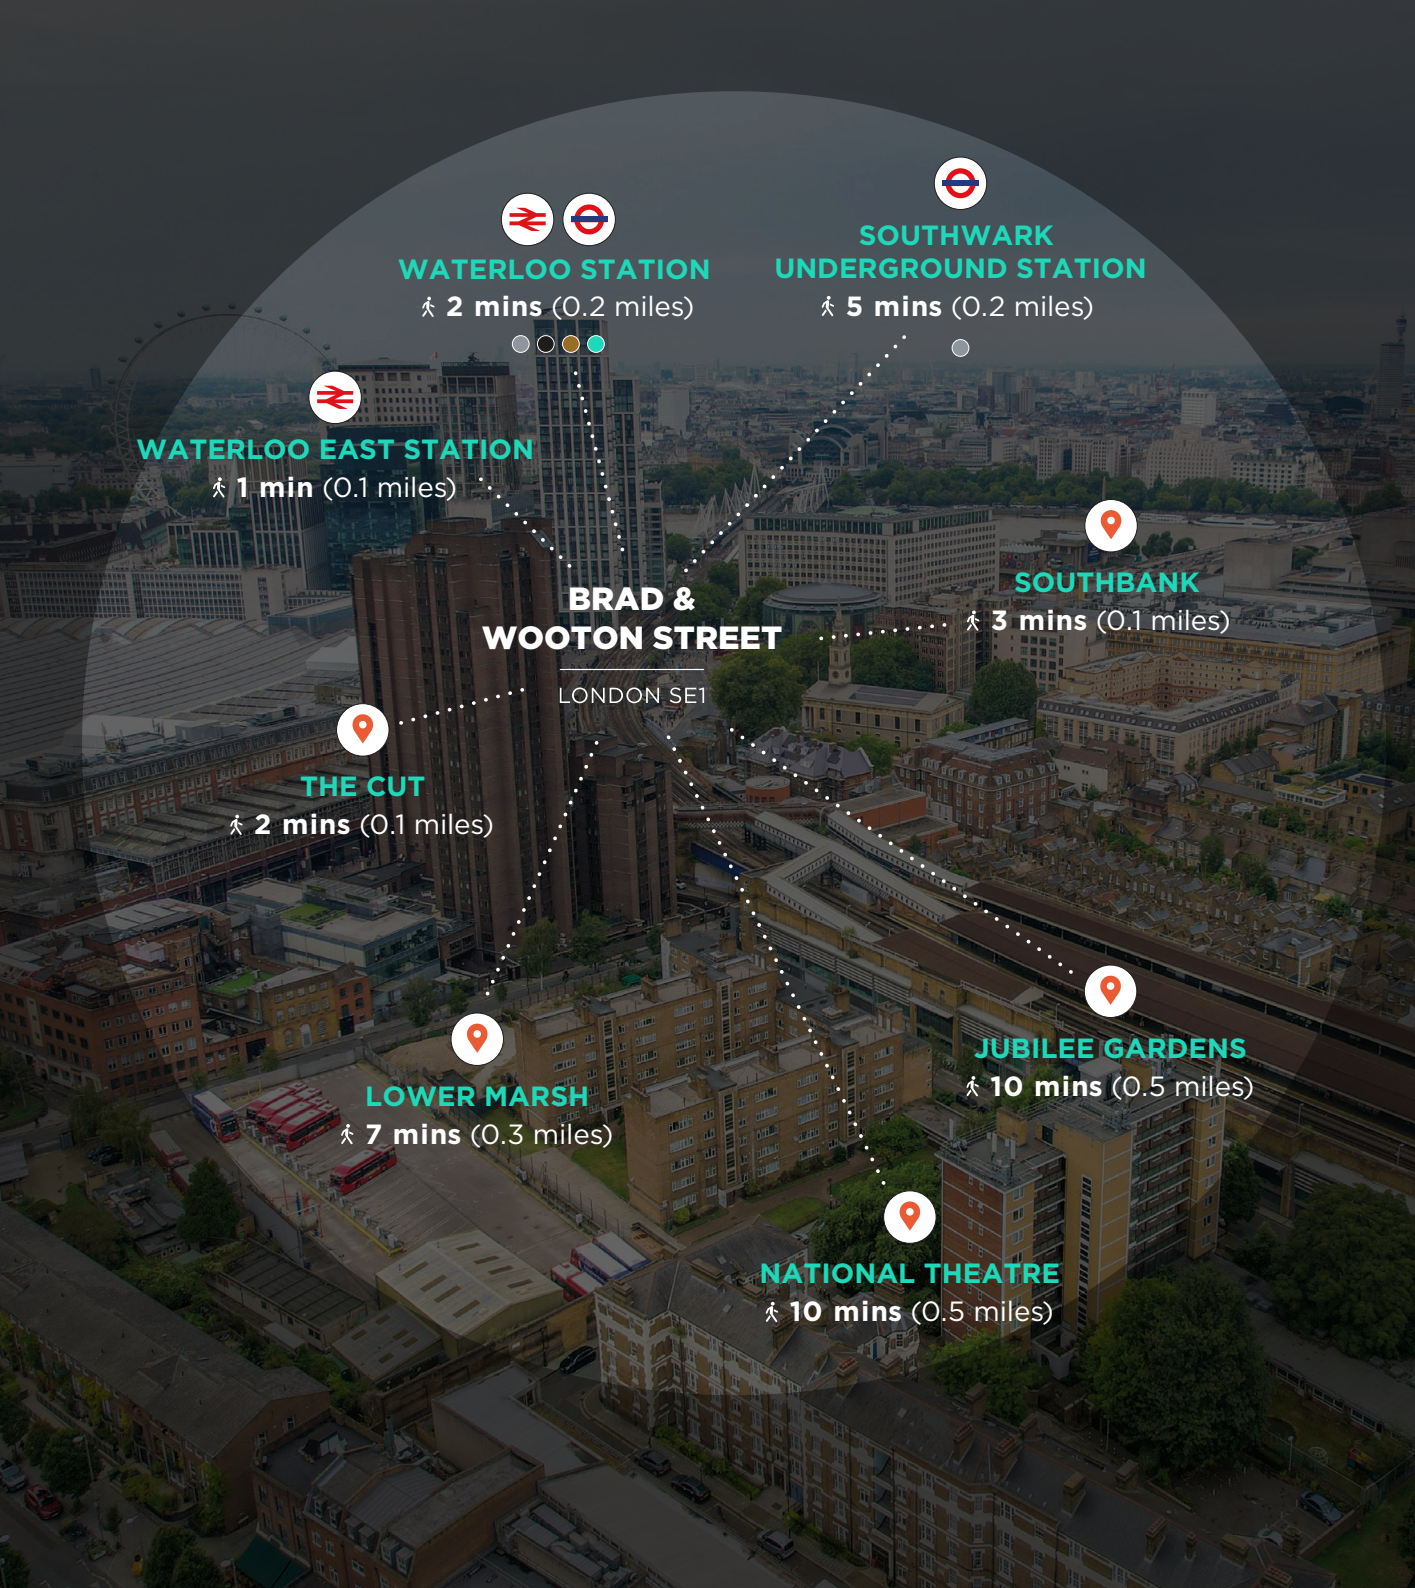 SOUTHWARK
UNDERGROUND STATION
5 mins (0.2 miles)
WATERLOO STATION
2 mins (0.2 miles)
WATERLOO EAST STATION
1 min (0.1 miles)
SOUTHBANK
3 mins (0.1 miles)
BRAD &
WOOTON STREET
LONDON SE1
THE CUT
2 mins (0.1 miles)
JUBILEE GARDENS
10 mins (0.5 miles)
LOWER MARSH
7 mins (0.3 miles)
NATIONAL THEATRE
10 mins (0.5 miles)